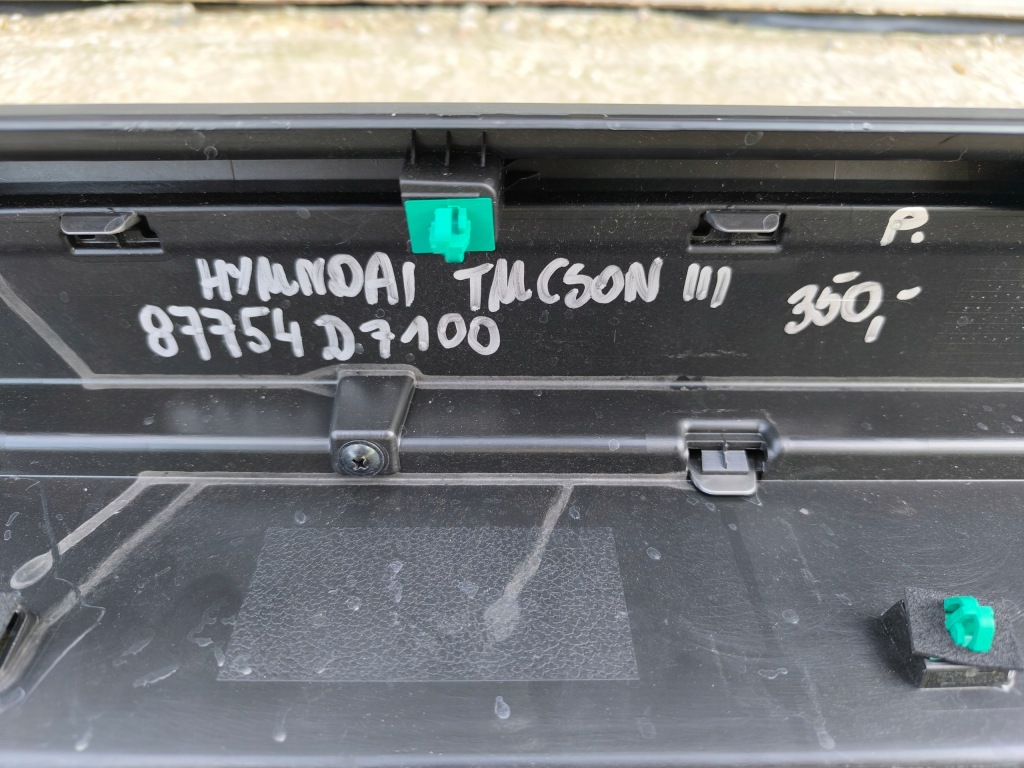 P.
HYUNDAI TUCSON III
350,-
87754 D7100